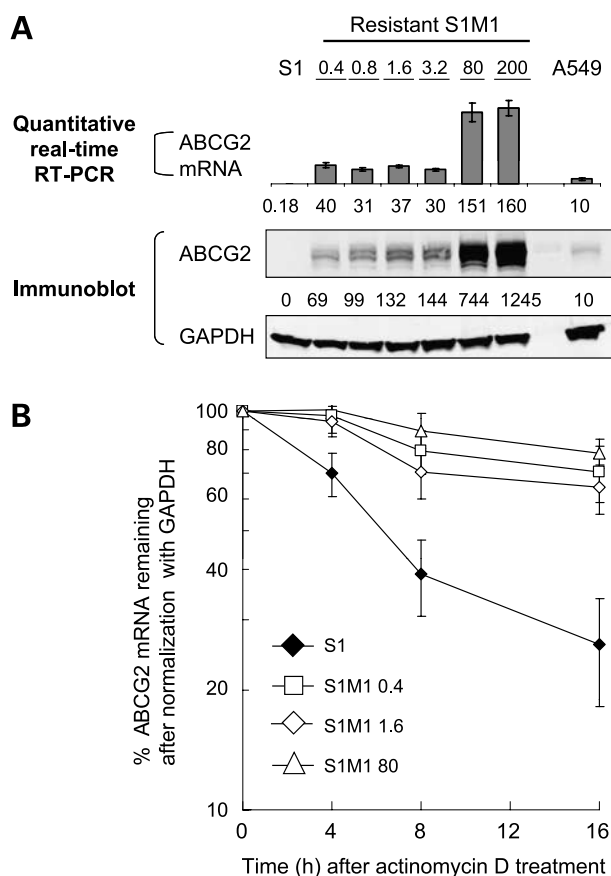 A
Resistant S1M1
S1 0.4 0.8 1.6 3.2 80 200 A549
Quantitative
real-time
RT-PCR
ABCG2
mRNA
0.18 40 31 37 30 151 160 10
Immunoblot
ABCG2
0 69 99 132 144 744 1245 10
GAPDH
B
% ABCG2 mRNA remaining
after normalization with GAPDH
100
80
60
40
20
10
S1
S1M1 0.4
S1M1 1.6
S1M1 80
0 4 8 12 16
Time (h) after actinomycin D treatment